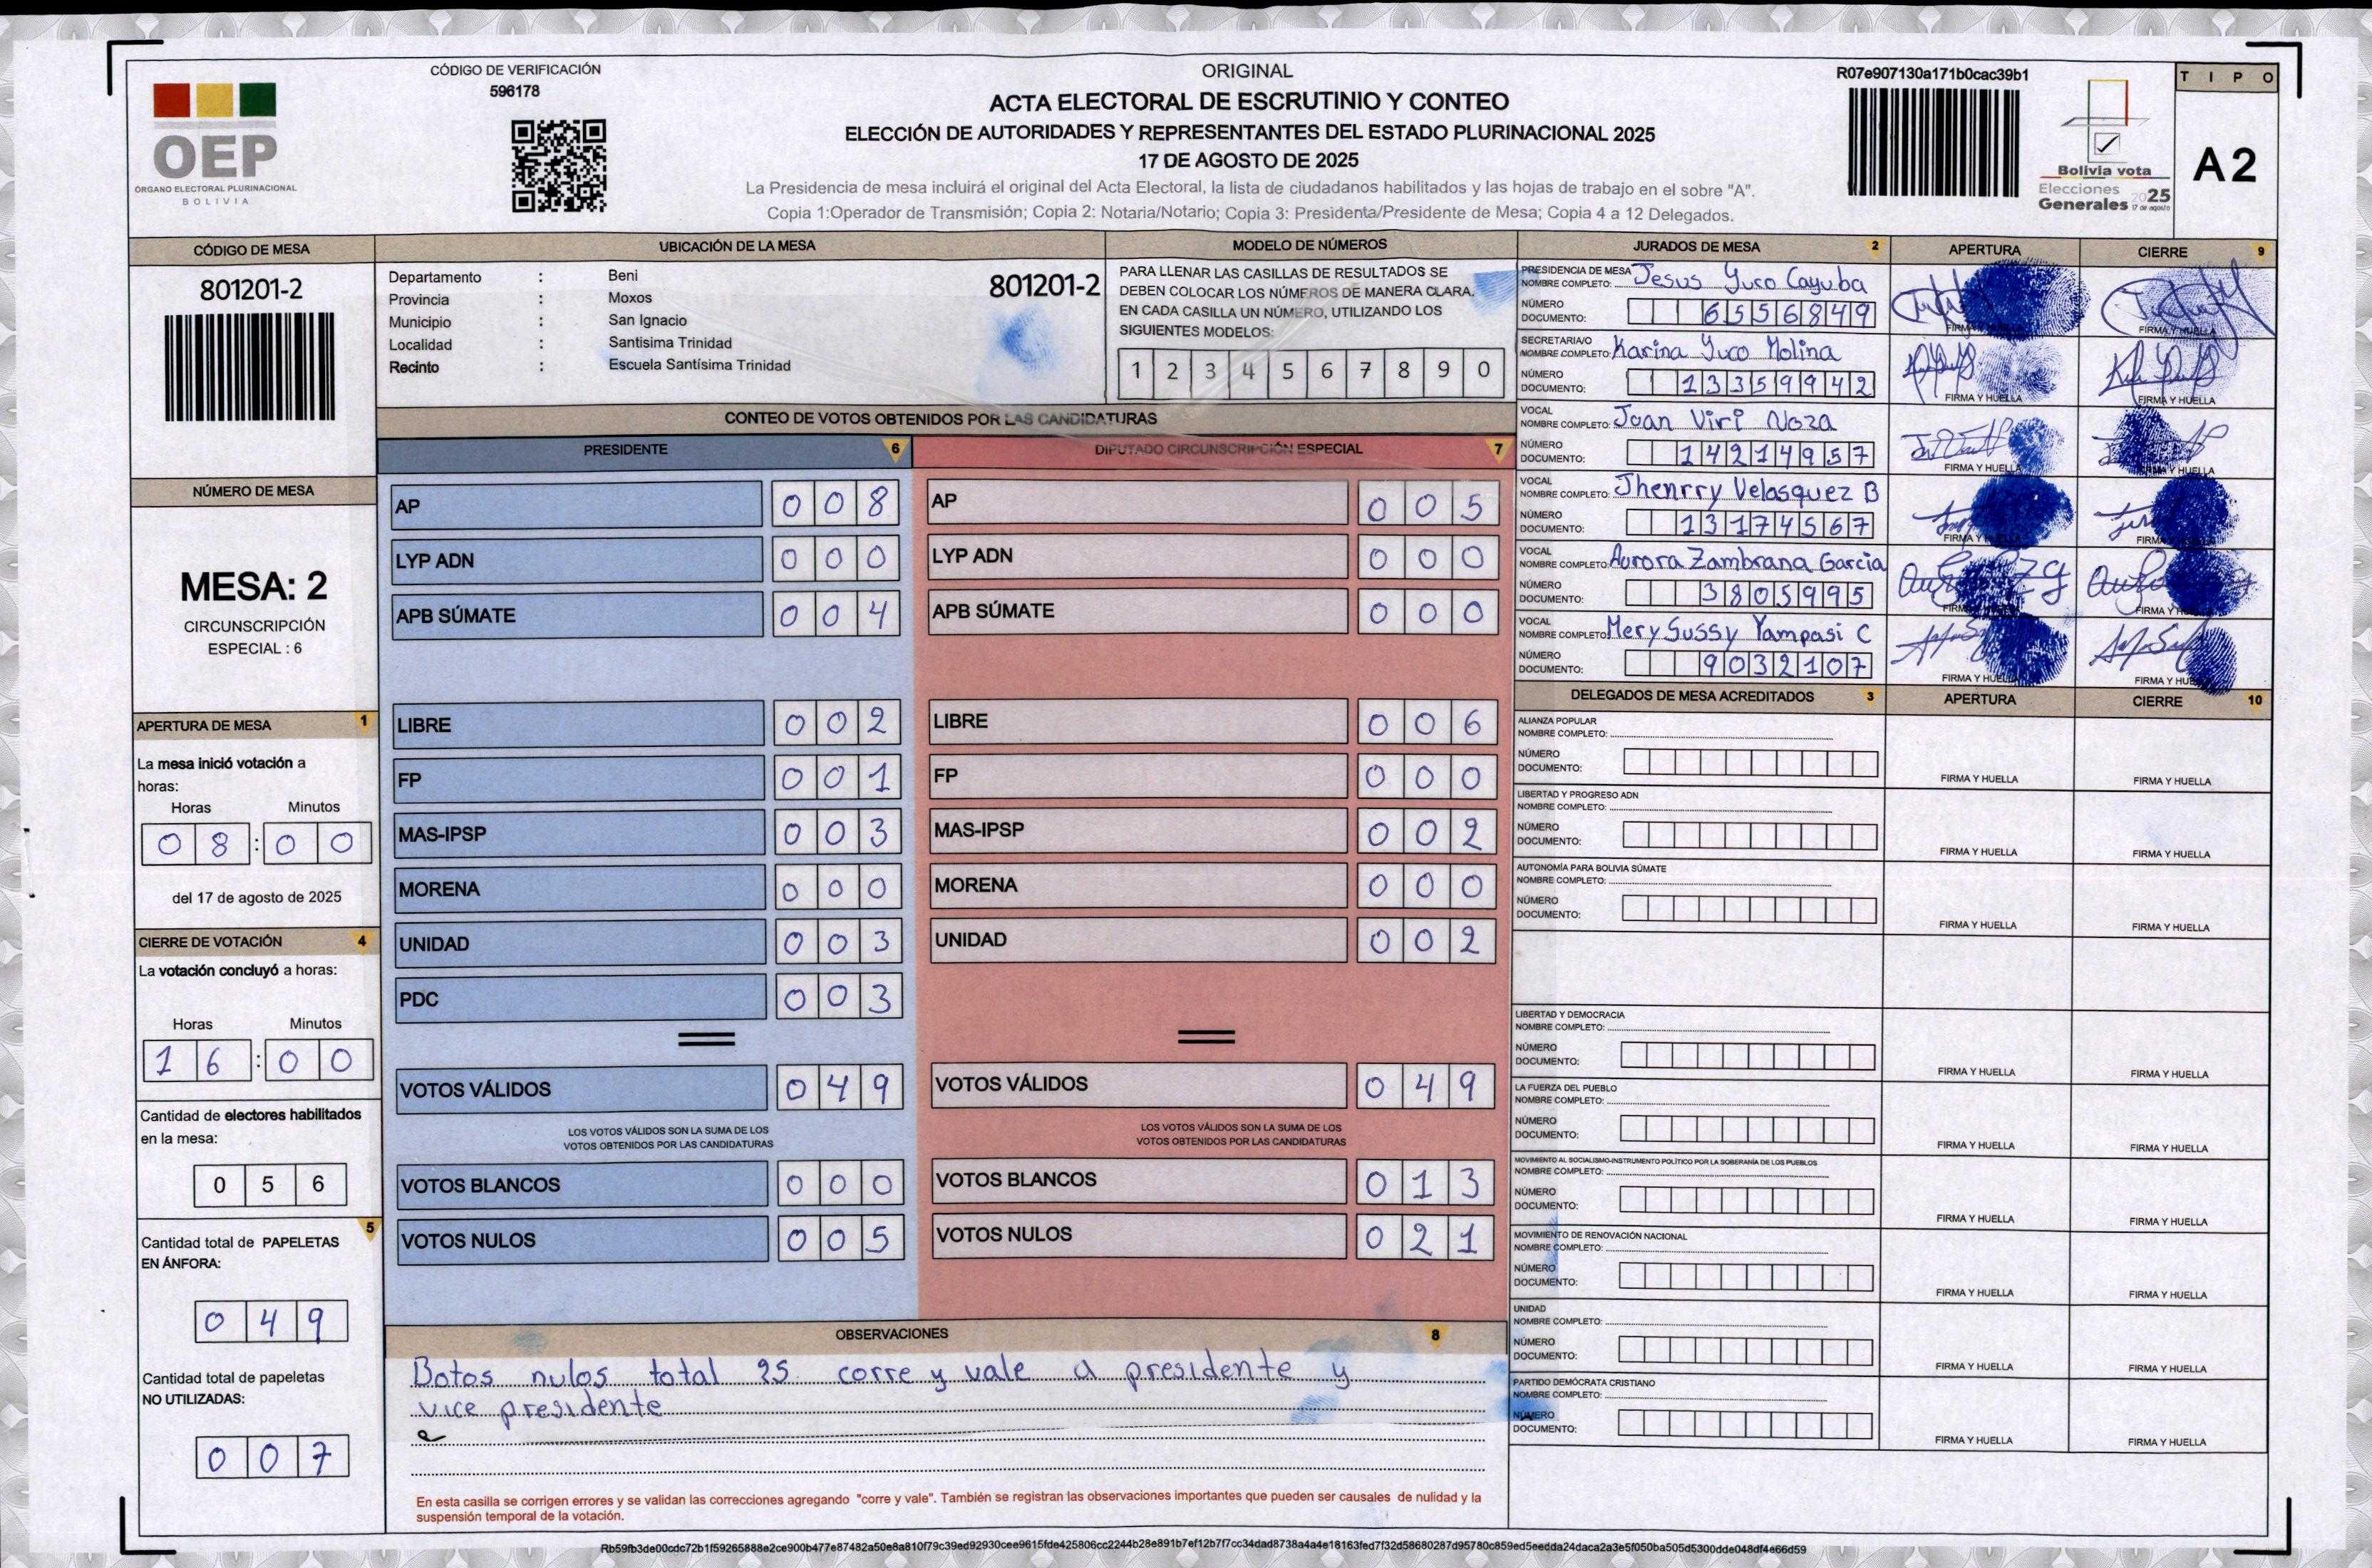 CÓDIGO DE VERIFICACIÓN
596178
OEP
ÓRGANO ELECTORAL PLURINACIONAL
BOLIVIA
ORIGINAL
ACTA ELECTORAL DE ESCRUTINIO Y CONTEO
ELECCIÓN DE AUTORIDADES Y REPRESENTANTES DEL ESTADO PLURINACIONAL 2025
17 DE AGOSTO DE 2025
La Presidencia de mesa incluirá el original del Acta Electoral, la lista de ciudadanos habilitados y las hojas de trabajo en el sobre "A".
Copia 1:Operador de Transmisión; Copia 2: Notaria/Notario; Copia 3: Presidenta/Presidente de Mesa; Copia 4 a 12 Delegados.
R07e907130a171b0cac39b1
Bolivia vota
Elecciones
Generales 2025
17 de agosto
TIPO
A2
CÓDIGO DE MESA
801201-2
NÚMERO DE MESA
MESA: 2
CIRCUNSCRIPCIÓN
ESPECIAL : 6
APERTURA DE MESA 1
La mesa inició votación a
horas:
Horas Minutos
08:00
del 17 de agosto de 2025
CIERRE DE VOTACIÓN 4
La votación concluyó a horas:
Horas Minutos
16:00
Cantidad de electores habilitados
en la mesa:
056
5
Cantidad total de PAPELETAS
EN ÁNFORA:
049
Cantidad total de papeletas
NO UTILIZADAS:
007
UBICACIÓN DE LA MESA
Departamento : Beni
801201-2
Provincia : Moxos
Municipio : San Ignacio
Localidad : Santisima Trinidad
Recinto : Escuela Santísima Trinidad
MODELO DE NÚMEROS
PARA LLENAR LAS CASILLAS DE RESULTADOS SE
DEBEN COLOCAR LOS NÚMEROS DE MANERA CLARA.
EN CADA CASILLA UN NÚMERO, UTILIZANDO LOS
SIGUIENTES MODELOS:
1 2 3 4 5 6 7 8 9 0
CONTEO DE VOTOS OBTENIDOS POR LAS CANDIDATURAS
PRESIDENTE 6
AP 008
LYP ADN 000
APB SÚMATE 004
LIBRE 002
FP 001
MAS-IPSP 003
MORENA 000
UNIDAD 003
PDC 003
VOTOS VÁLIDOS 049
LOS VOTOS VÁLIDOS SON LA SUMA DE LOS
VOTOS OBTENIDOS POR LAS CANDIDATURAS
VOTOS BLANCOS 000
VOTOS NULOS 005
DIPUTADO CIRCUNSCRIPCIÓN ESPECIAL 7
AP 005
LYP ADN 000
APB SÚMATE 000
LIBRE 006
FP 000
MAS-IPSP 002
MORENA 000
UNIDAD 002
VOTOS VÁLIDOS 049
LOS VOTOS VÁLIDOS SON LA SUMA DE LOS
VOTOS OBTENIDOS POR LAS CANDIDATURAS
VOTOS BLANCOS 013
VOTOS NULOS 021
OBSERVACIONES 8
Botos nulos total 25 corre y vale a presidente y
vice presidente
En esta casilla se corrigen errores y se validan las correcciones agregando "corre y vale". También se registran las observaciones importantes que pueden ser causales de nulidad y la
suspensión temporal de la votación.
JURADOS DE MESA 2 APERTURA CIERRE 9
PRESIDENCIA DE MESA
NOMBRE COMPLETO: Jesus Yuco Cayuba
NÚMERO
DOCUMENTO: 6556849
FIRMA Y HUELLA FIRMA Y HUELLA
SECRETARIA/O
NOMBRE COMPLETO: Karina Yuco Molina
NÚMERO
DOCUMENTO: 13359942
FIRMA Y HUELLA FIRMA Y HUELLA
VOCAL
NOMBRE COMPLETO: Juan Viri Noza
NÚMERO
DOCUMENTO: 14214957
FIRMA Y HUELLA FIRMA Y HUELLA
VOCAL
NOMBRE COMPLETO: Jhenrry Velasquez B
NÚMERO
DOCUMENTO: 13174567
FIRMA Y HUELLA FIRMA Y HUELLA
VOCAL
NOMBRE COMPLETO: Aurora Zambrana Garcia
NÚMERO
DOCUMENTO: 3805995
FIRMA Y HUELLA FIRMA Y HUELLA
VOCAL
NOMBRE COMPLETO: Mery Sussy Yampasi C
NÚMERO
DOCUMENTO: 9032107
FIRMA Y HUELLA FIRMA Y HUELLA
DELEGADOS DE MESA ACREDITADOS 3 APERTURA CIERRE 10
ALIANZA POPULAR
NOMBRE COMPLETO:
NÚMERO
DOCUMENTO:
FIRMA Y HUELLA FIRMA Y HUELLA
LIBERTAD Y PROGRESO ADN
NOMBRE COMPLETO:
NÚMERO
DOCUMENTO:
FIRMA Y HUELLA FIRMA Y HUELLA
AUTONOMÍA PARA BOLIVIA SÚMATE
NOMBRE COMPLETO:
NÚMERO
DOCUMENTO:
FIRMA Y HUELLA FIRMA Y HUELLA
LIBERTAD Y DEMOCRACIA
NOMBRE COMPLETO:
NÚMERO
DOCUMENTO:
FIRMA Y HUELLA FIRMA Y HUELLA
LA FUERZA DEL PUEBLO
NOMBRE COMPLETO:
NÚMERO
DOCUMENTO:
FIRMA Y HUELLA FIRMA Y HUELLA
MOVIMIENTO AL SOCIALISMO-INSTRUMENTO POLÍTICO POR LA SOBERANÍA DE LOS PUEBLOS
NOMBRE COMPLETO:
NÚMERO
DOCUMENTO:
FIRMA Y HUELLA FIRMA Y HUELLA
MOVIMIENTO DE RENOVACIÓN NACIONAL
NOMBRE COMPLETO:
NÚMERO
DOCUMENTO:
FIRMA Y HUELLA FIRMA Y HUELLA
UNIDAD
NOMBRE COMPLETO:
NÚMERO
DOCUMENTO:
FIRMA Y HUELLA FIRMA Y HUELLA
PARTIDO DEMÓCRATA CRISTIANO
NOMBRE COMPLETO:
NÚMERO
DOCUMENTO:
FIRMA Y HUELLA FIRMA Y HUELLA